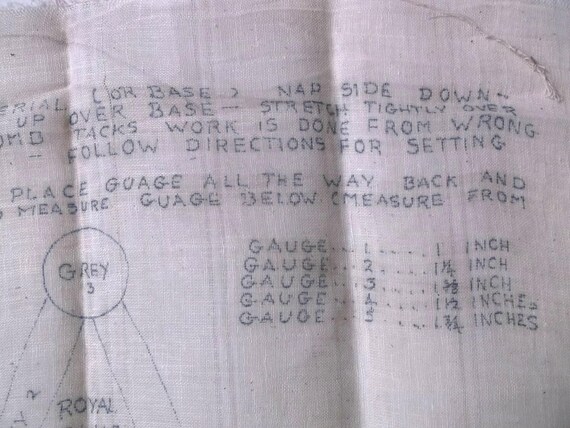 (OR BASE) NAP SIDE DOWN-
UP OVER BASE — STRETCH TIGHTLY OVER
TACKS WORK IS DONE FROM WRONG
- FOLLOW DIRECTIONS FOR SETTING
PLACE GUAGE ALL THE WAY BACK AND
MEASURE GUAGE BELOW (MEASURE FROM
GAUGE... 1 .... 1 INCH
GAUGE... 2 .... 1¼ INCH
GAUGE... 3 .... 1⅜ INCH
GAUGE... 4 .... 1½ INCHES
GAUGE... 5 .... 1¾ INCHES
GREY
3
2
ROYAL